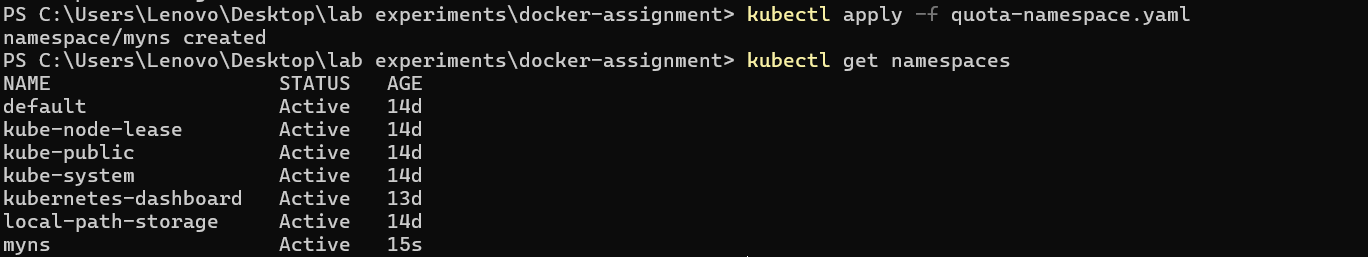 PS C:\Users\Lenovo\Desktop\lab experiments\docker-assignment> kubectl apply -f quota-namespace.yaml
namespace/myns created
PS C:\Users\Lenovo\Desktop\lab experiments\docker-assignment> kubectl get namespaces
NAME                   STATUS   AGE
default                Active   14d
kube-node-lease        Active   14d
kube-public            Active   14d
kube-system            Active   14d
kubernetes-dashboard   Active   13d
local-path-storage     Active   14d
myns                   Active   15s